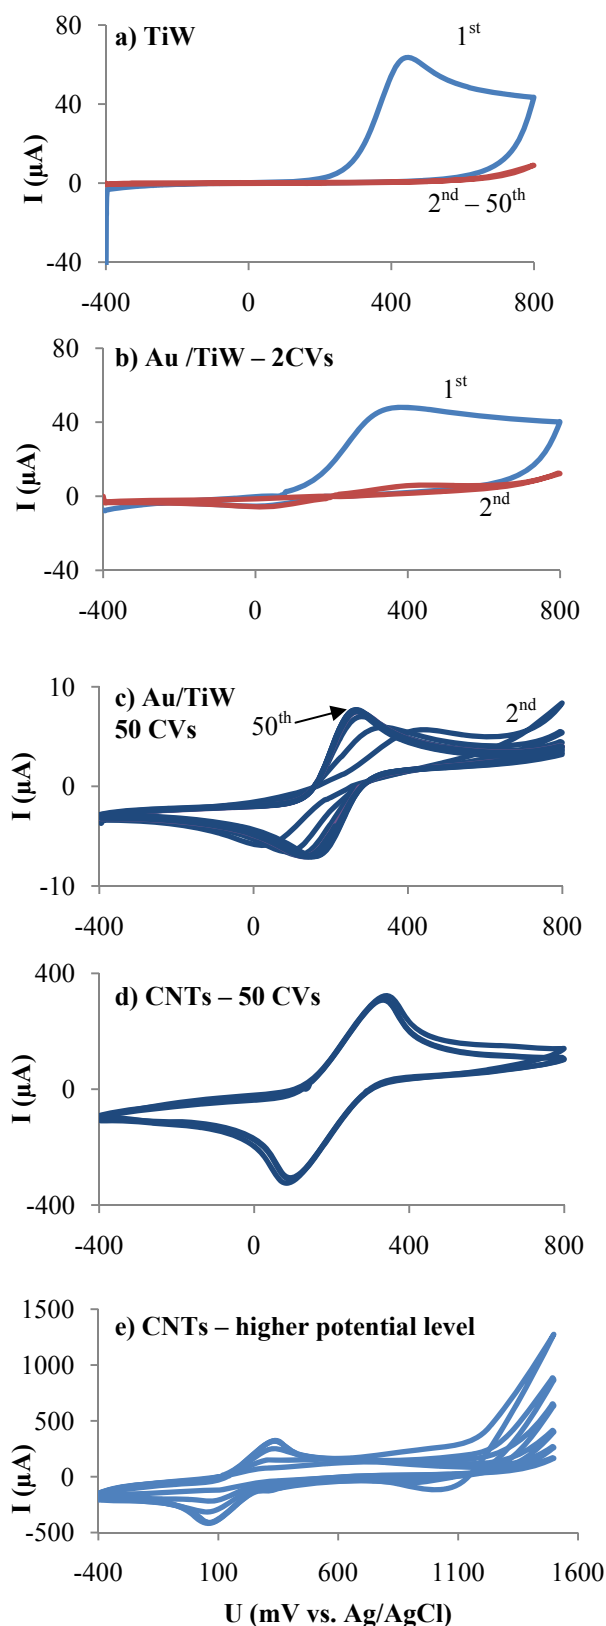 a) TiW
1st
80
40
0
-40
I (μA)
2nd – 50th
-400 0 400 800
b) Au /TiW – 2CVs
1st
80
40
0
-40
I (μA)
2nd
-400 0 400 800
c) Au/TiW
50 CVs
50th
2nd
10
0
-10
I (μA)
-400 0 400 800
d) CNTs – 50 CVs
400
0
-400
I (μA)
-400 0 400 800
e) CNTs – higher potential level
1500
1000
500
0
-500
I (μA)
-400 100 600 1100 1600
U (mV vs. Ag/AgCl)